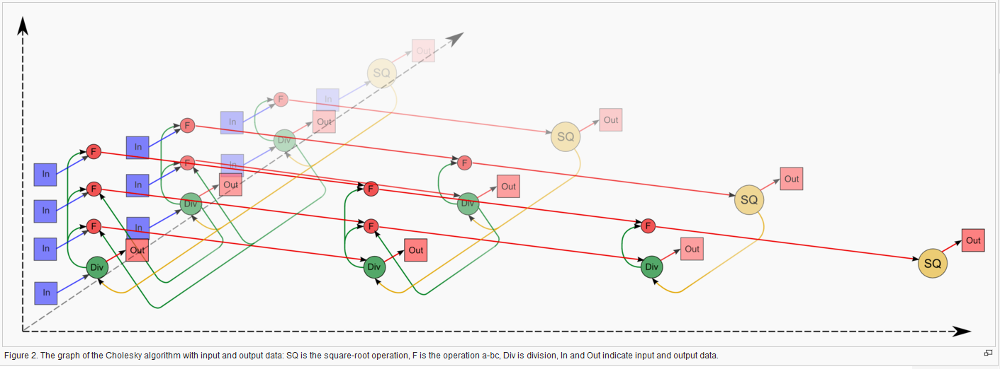 Out
SQ
F
In
Out
Out
Div
SQ
In
F
In
F
In
F
Out
In
In
Out
Out
F
F
Div
Div
SQ
In
F
F
F
Out
In
Out
Out
Out
Div
Div
Div
SQ
In
Figure 2. The graph of the Cholesky algorithm with input and output data: SQ is the square-root operation, F is the operation a-bc, Div is division, In and Out indicate input and output data.